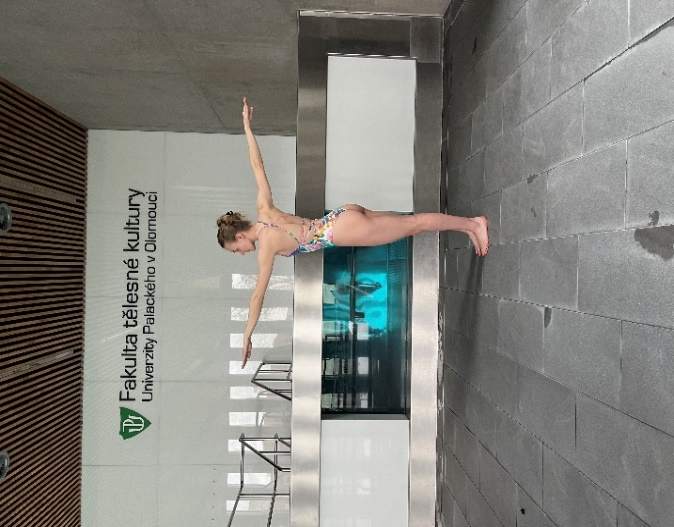 Fakulta tělesné kultury
Univerzity Palackého v Olomouci